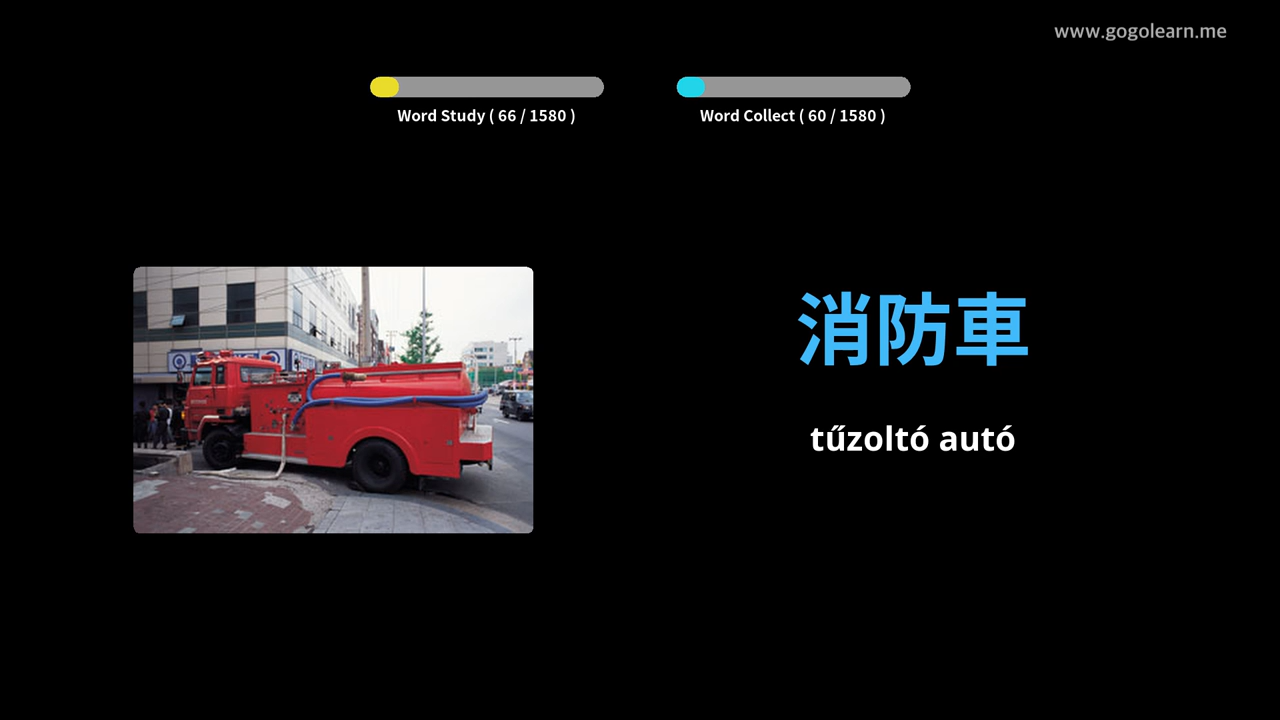 www.gogolearn.me
Word Study ( 66 / 1580 )
Word Collect ( 60 / 1580 )
消防車
tűzoltó autó